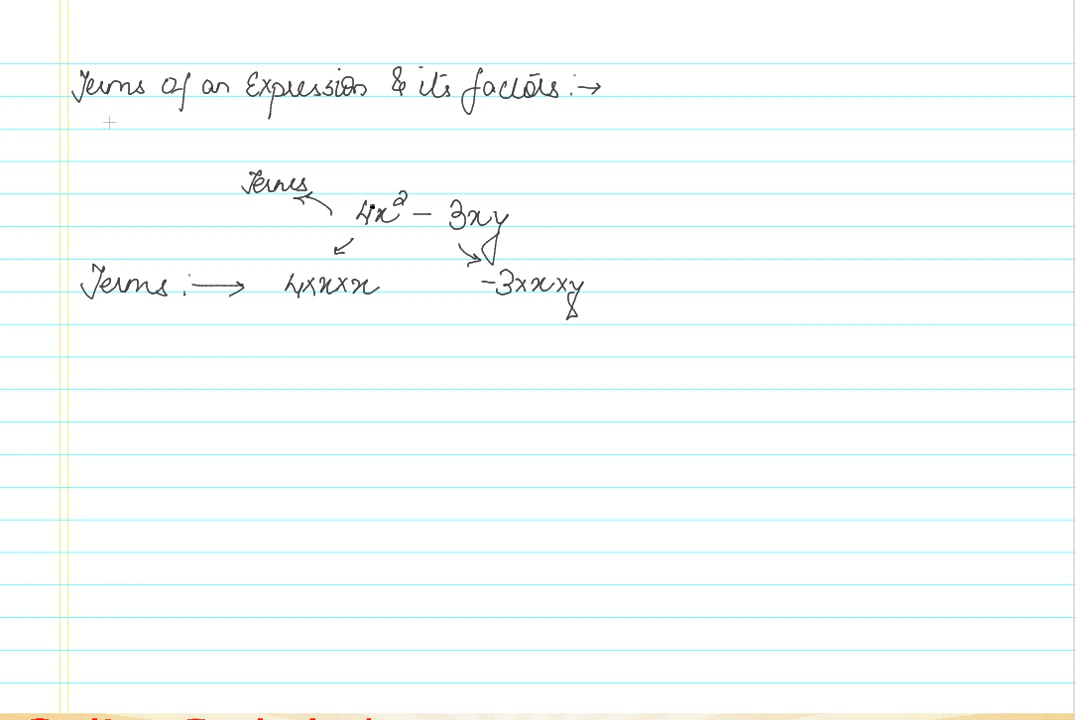 Terms of an Expression & its factors :→
Terms
4x² - 3xy
Terms :→ 4×x×x -3×x×y